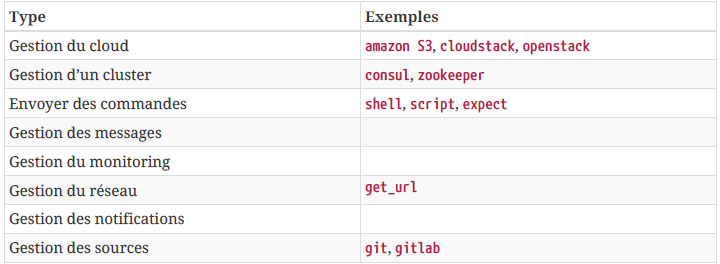 Type Exemples
Gestion du cloud amazon S3, cloudstack, openstack
Gestion d’un cluster consul, zookeeper
Envoyer des commandes shell, script, expect
Gestion des messages
Gestion du monitoring
Gestion du réseau get_url
Gestion des notifications
Gestion des sources git, gitlab